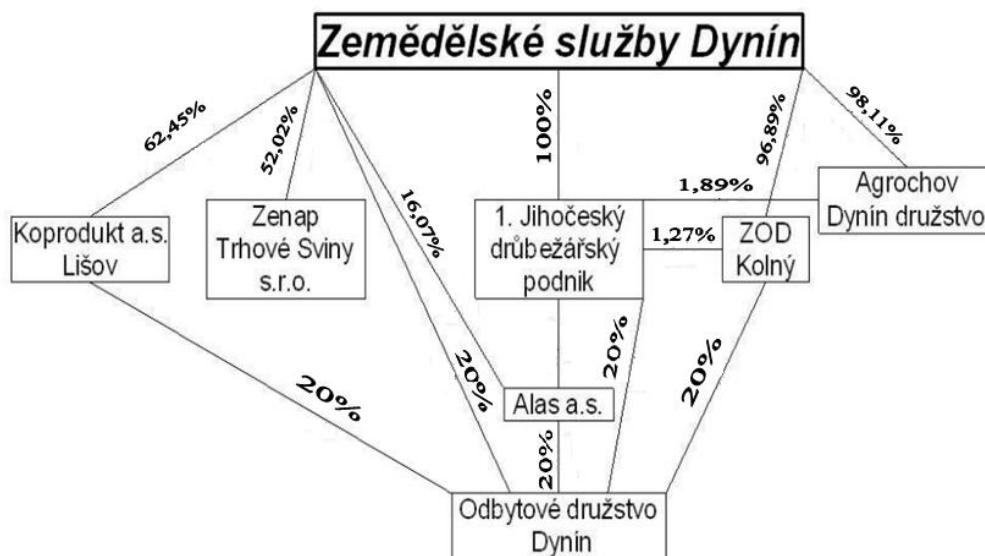 Zemědělské služby Dynín
62,45%
52,02%
16,07%
100%
96,89%
98,11%
1,89%
1,27%
Koprodukt a.s.
Lišov
Zenap
Trhové Sviny
s.r.o.
1. Jihočeský
drůbežářský
podnik
ZOD
Kolný
Agrochov
Dynín družstvo
20%
20%
20%
20%
Alas a.s.
20%
Odbytové družstvo
Dynín